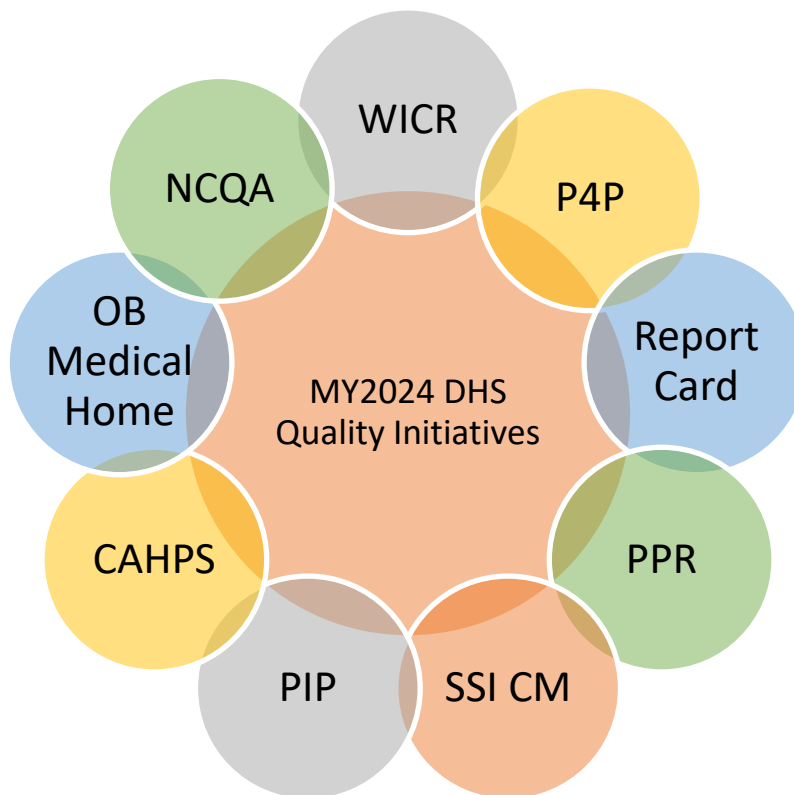 WICR
P4P
Report
Card
PPR
SSI CM
PIP
CAHPS
OB
Medical
Home
NCQA
MY2024 DHS
Quality Initiatives